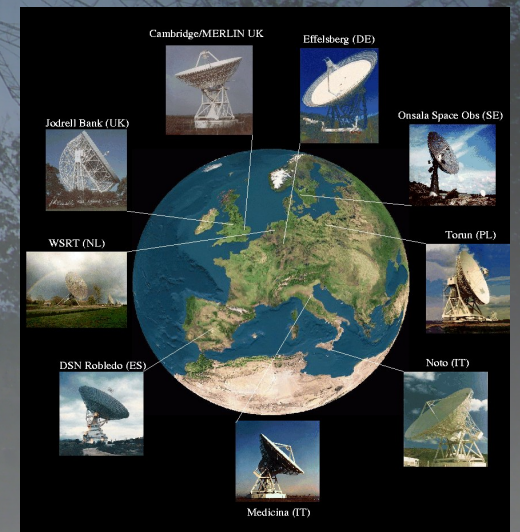 Cambridge/MERLIN UK
Effelsberg (DE)
Onsala Space Obs (SE)
Jodrell Bank (UK)
WSRT (NL)
Torun (PL)
DSN Robledo (ES)
Noto (IT)
Medicina (IT)